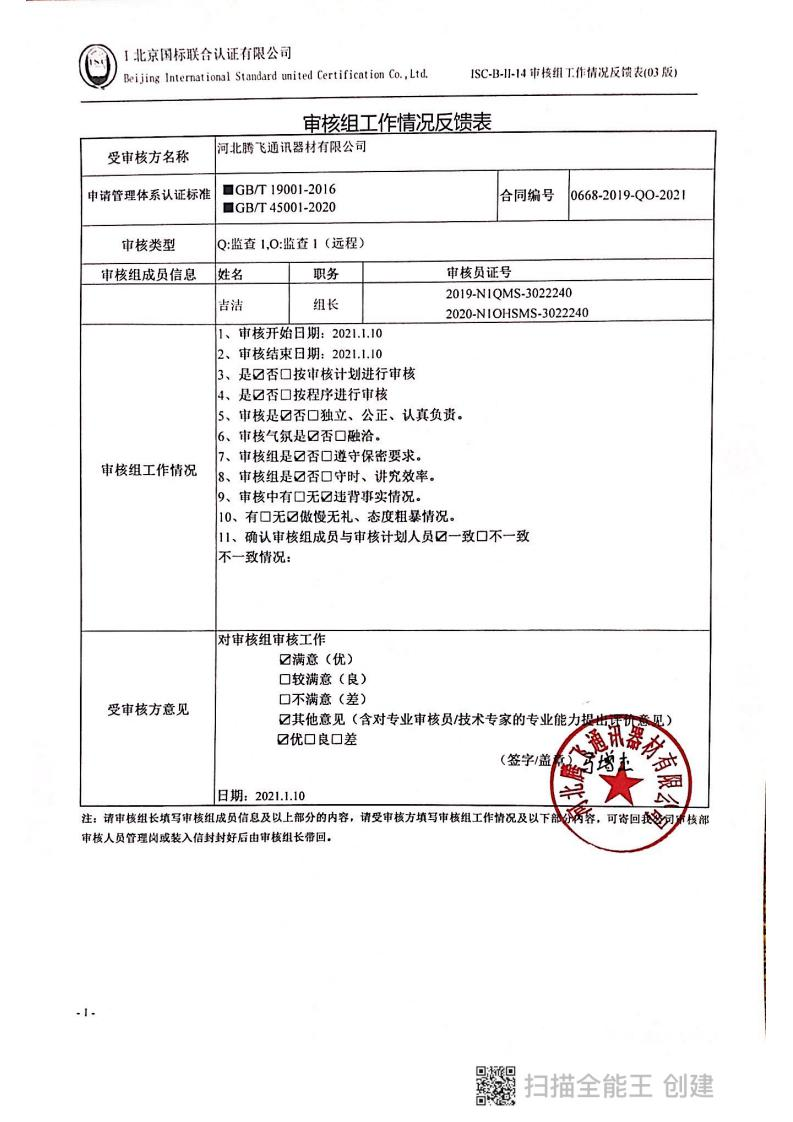 I 北京国标联合认证有限公司
Beijing International Standard united Certification Co.,Ltd.
ISC-B-II-14 审核组工作情况反馈表(03 版)
审核组工作情况反馈表
受审核方名称 河北腾飞通讯器材有限公司
申请管理体系认证标准 ■GB/T 19001-2016
■GB/T 45001-2020
合同编号 0668-2019-QO-2021
审核类型 Q:监查 1,O:监查 1（远程）
审核组成员信息 姓名 职务 审核员证号
吉洁 组长 2019-N1QMS-3022240
2020-N1OHSMS-3022240
审核组工作情况
1、审核开始日期：2021.1.10
2、审核结束日期：2021.1.10
3、是☑否□按审核计划进行审核
4、是☑否□按程序进行审核
5、审核是☑否□独立、公正、认真负责。
6、审核气氛是☑否□融洽。
7、审核组是☑否□遵守保密要求。
8、审核组是☑否□守时、讲究效率。
9、审核中有□无☑违背事实情况。
10、有□无☑傲慢无礼、态度粗暴情况。
11、确认审核组成员与审核计划人员☑一致□不一致
不一致情况：
受审核方意见
对审核组审核工作
☑满意（优）
□较满意（良）
□不满意（差）
☑其他意见（含对专业审核员/技术专家的专业能力提出评价意见）
☑优□良□差
（签字/盖章）
河北腾飞通讯器材有限公司
日期：2021.1.10
注：请审核组长填写审核组成员信息及以上部分的内容，请受审核方填写审核组工作情况及以下部分内容，可寄回我公司审核部
审核人员管理岗或装入信封封好后由审核组长带回。
- 1 -
扫描全能王 创建